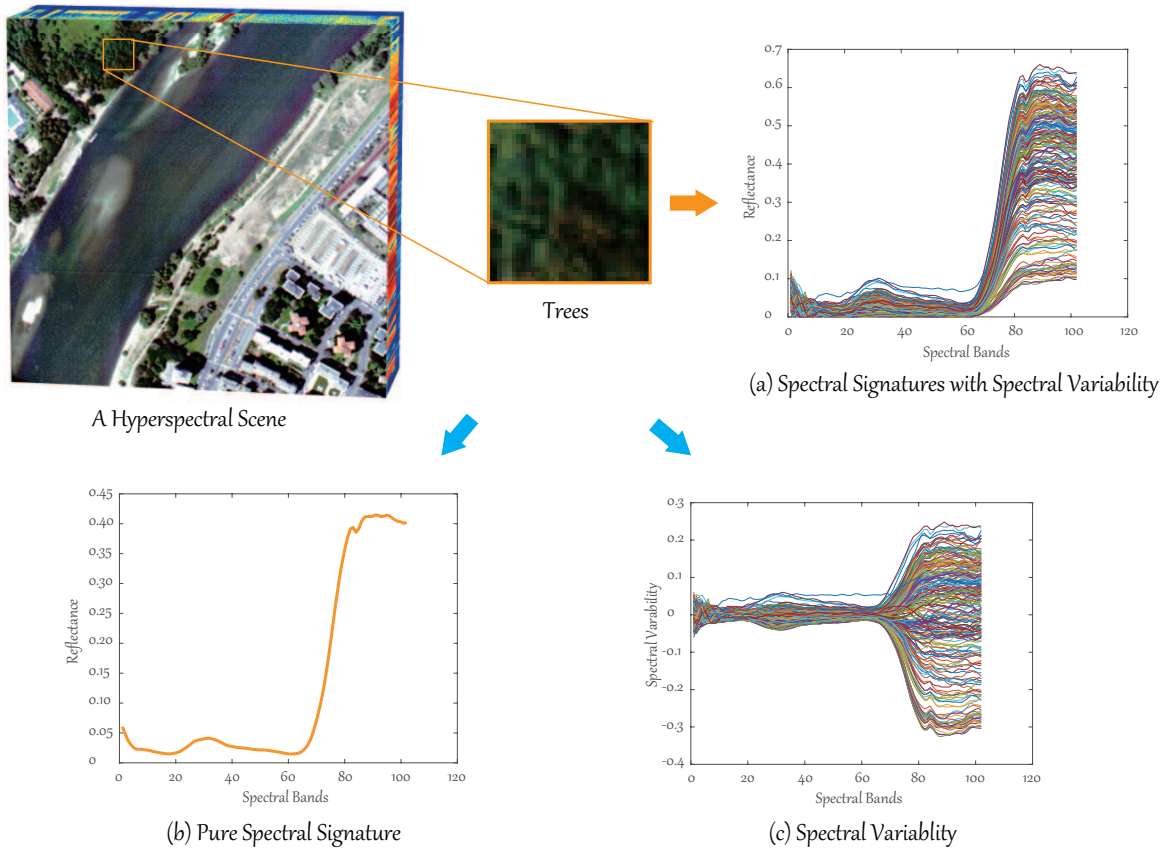 A Hyperspectral Scene
Trees
0.7
0.6
0.5
0.4
0.3
0.2
0.1
0
Reflectance
0 20 40 60 80 100 120
Spectral Bands
(a) Spectral Signatures with Spectral Variability
0.45
0.40
0.35
0.30
0.25
0.20
0.15
0.10
0.05
0
Reflectance
0 20 40 60 80 100 120
Spectral Bands
(b) Pure Spectral Signature
0.3
0.2
0.1
0
-0.1
-0.2
-0.3
-0.4
Spectral Varability
0 20 40 60 80 100 120
Spectral Bands
(c) Spectral Variablity